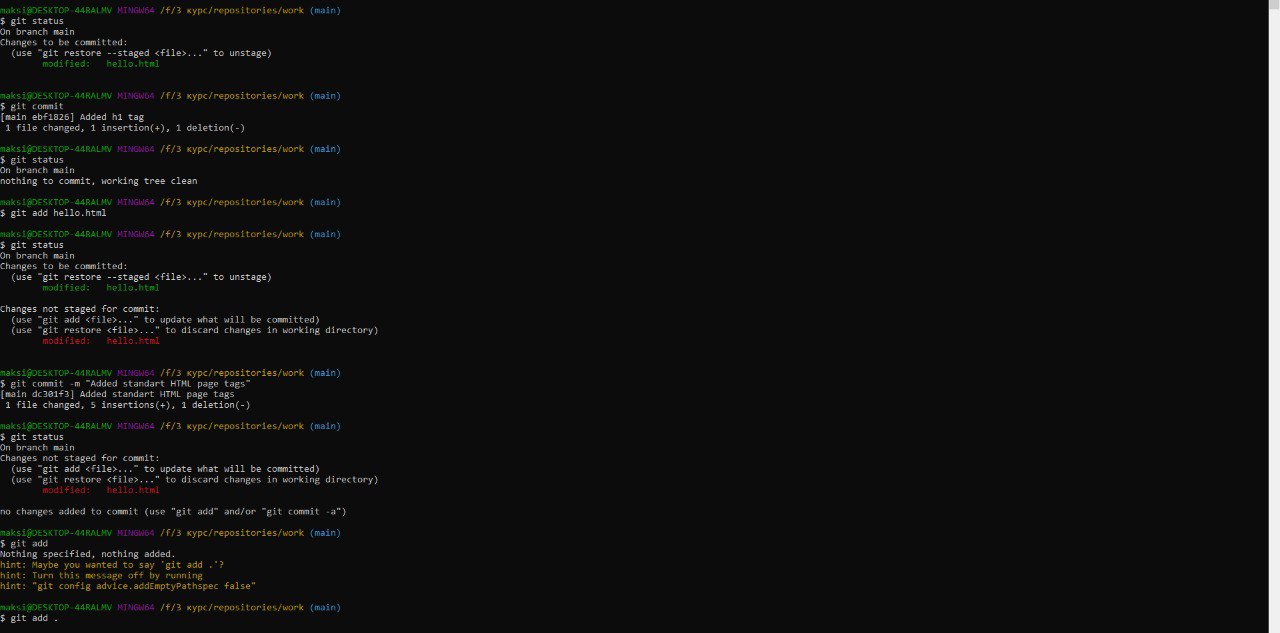 maksi@DESKTOP-44RALMV MINGW64 /f/3 курс/repositories/work (main)
$ git status
On branch main
Changes to be committed:
  (use "git restore --staged <file>..." to unstage)
        modified:   hello.html

maksi@DESKTOP-44RALMV MINGW64 /f/3 курс/repositories/work (main)
$ git commit
[main ebf1826] Added h1 tag
 1 file changed, 1 insertion(+), 1 deletion(-)

maksi@DESKTOP-44RALMV MINGW64 /f/3 курс/repositories/work (main)
$ git status
On branch main
nothing to commit, working tree clean

maksi@DESKTOP-44RALMV MINGW64 /f/3 курс/repositories/work (main)
$ git add hello.html

maksi@DESKTOP-44RALMV MINGW64 /f/3 курс/repositories/work (main)
$ git status
On branch main
Changes to be committed:
  (use "git restore --staged <file>..." to unstage)
        modified:   hello.html

Changes not staged for commit:
  (use "git add <file>..." to update what will be committed)
  (use "git restore <file>..." to discard changes in working directory)
        modified:   hello.html

maksi@DESKTOP-44RALMV MINGW64 /f/3 курс/repositories/work (main)
$ git commit -m "Added standart HTML page tags"
[main dc301f3] Added standart HTML page tags
 1 file changed, 5 insertions(+), 1 deletion(-)

maksi@DESKTOP-44RALMV MINGW64 /f/3 курс/repositories/work (main)
$ git status
On branch main
Changes not staged for commit:
  (use "git add <file>..." to update what will be committed)
  (use "git restore <file>..." to discard changes in working directory)
        modified:   hello.html

no changes added to commit (use "git add" and/or "git commit -a")

maksi@DESKTOP-44RALMV MINGW64 /f/3 курс/repositories/work (main)
$ git add
Nothing specified, nothing added.
hint: Maybe you wanted to say 'git add .'?
hint: Turn this message off by running
hint: "git config advice.addEmptyPathspec false"

maksi@DESKTOP-44RALMV MINGW64 /f/3 курс/repositories/work (main)
$ git add .